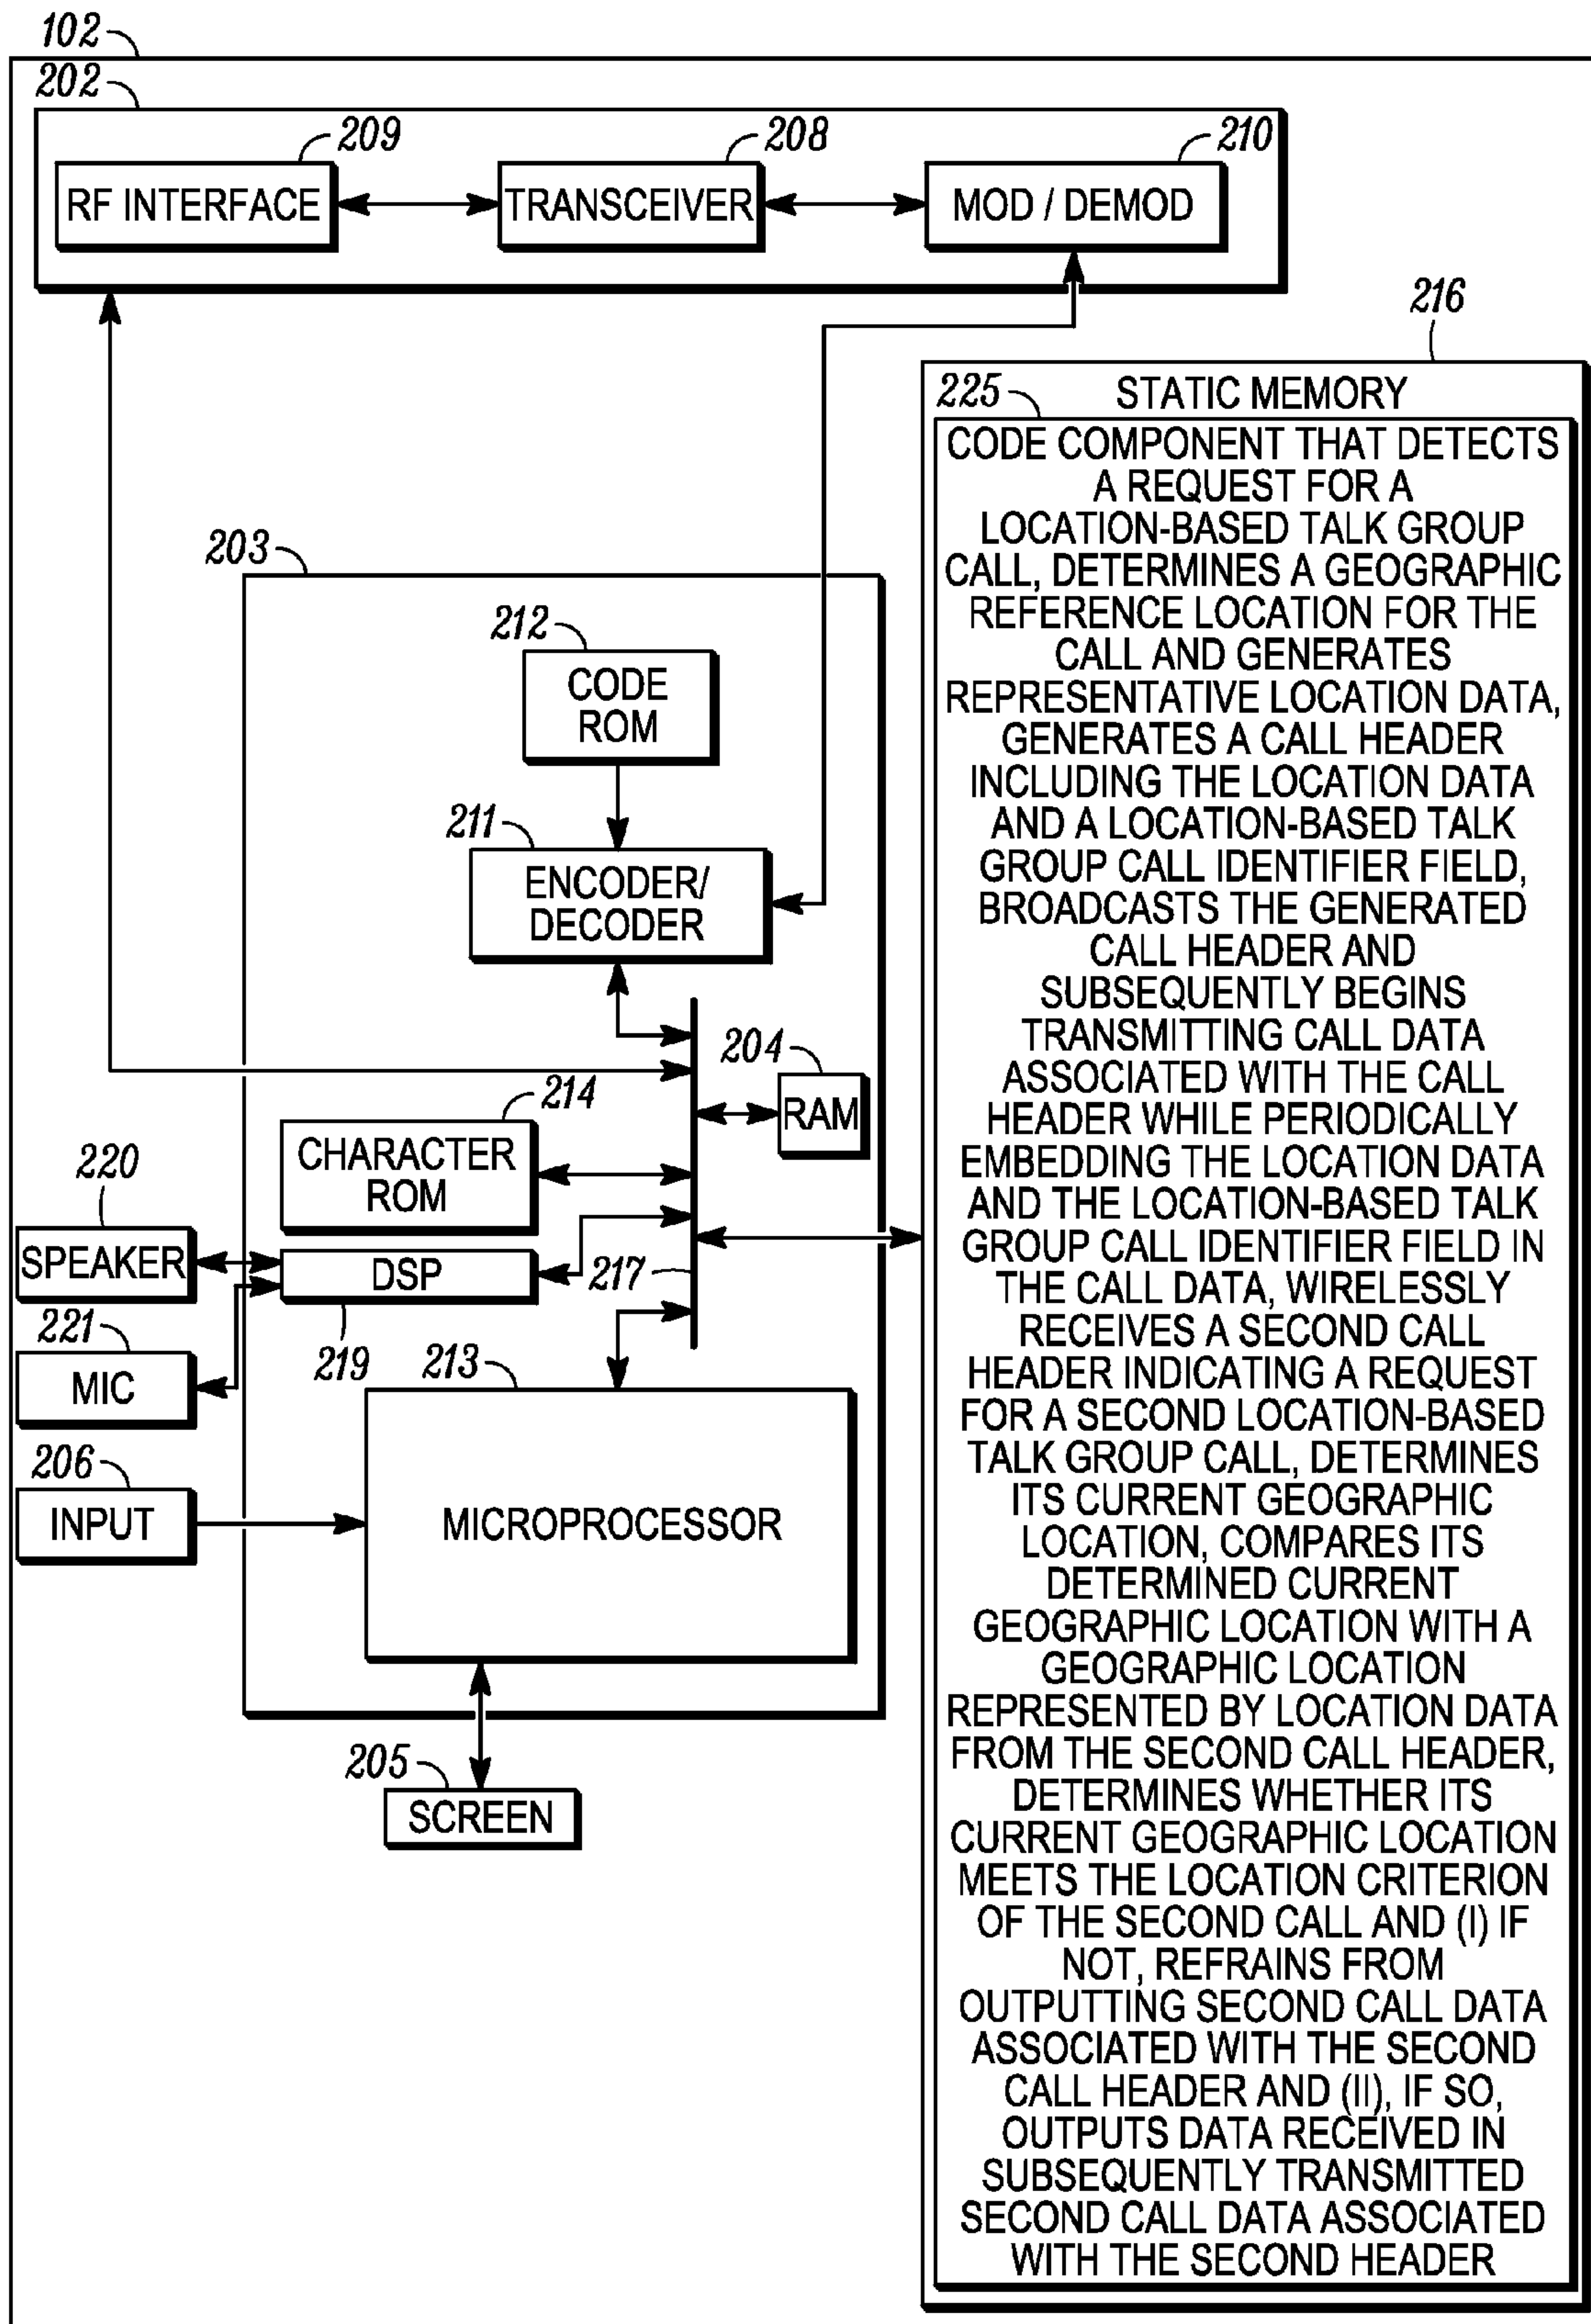 102
202
209
208
210
RF INTERFACE
TRANSCEIVER
MOD / DEMOD
216
225
STATIC MEMORY
CODE COMPONENT THAT DETECTS
A REQUEST FOR A
LOCATION-BASED TALK GROUP
CALL, DETERMINES A GEOGRAPHIC
REFERENCE LOCATION FOR THE
CALL AND GENERATES
REPRESENTATIVE LOCATION DATA,
GENERATES A CALL HEADER
INCLUDING THE LOCATION DATA
AND A LOCATION-BASED TALK
GROUP CALL IDENTIFIER FIELD,
BROADCASTS THE GENERATED
CALL HEADER AND
SUBSEQUENTLY BEGINS
TRANSMITTING CALL DATA
ASSOCIATED WITH THE CALL
HEADER WHILE PERIODICALLY
EMBEDDING THE LOCATION DATA
AND THE LOCATION-BASED TALK
GROUP CALL IDENTIFIER FIELD IN
THE CALL DATA, WIRELESSLY
RECEIVES A SECOND CALL
HEADER INDICATING A REQUEST
FOR A SECOND LOCATION-BASED
TALK GROUP CALL, DETERMINES
ITS CURRENT GEOGRAPHIC
LOCATION, COMPARES ITS
DETERMINED CURRENT
GEOGRAPHIC LOCATION WITH A
GEOGRAPHIC LOCATION
REPRESENTED BY LOCATION DATA
FROM THE SECOND CALL HEADER,
DETERMINES WHETHER ITS
CURRENT GEOGRAPHIC LOCATION
MEETS THE LOCATION CRITERION
OF THE SECOND CALL AND (I) IF
NOT, REFRAINS FROM
OUTPUTTING SECOND CALL DATA
ASSOCIATED WITH THE SECOND
CALL HEADER AND (II), IF SO,
OUTPUTS DATA RECEIVED IN
SUBSEQUENTLY TRANSMITTED
SECOND CALL DATA ASSOCIATED
WITH THE SECOND HEADER
203
212
CODE
ROM
211
ENCODER/
DECODER
204
RAM
214
CHARACTER
ROM
220
SPEAKER
DSP
217
221
MIC
219
213
206
INPUT
MICROPROCESSOR
205
SCREEN